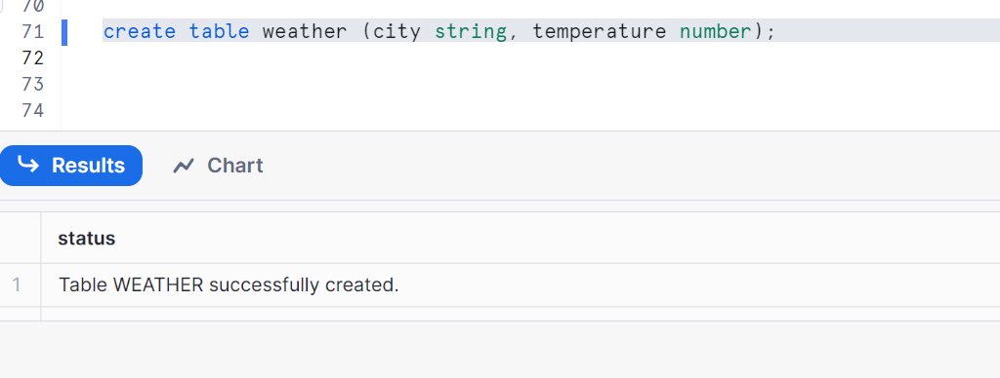 70
71 create table weather (city string, temperature number);
72
73
74
Results Chart
status
1 Table WEATHER successfully created.